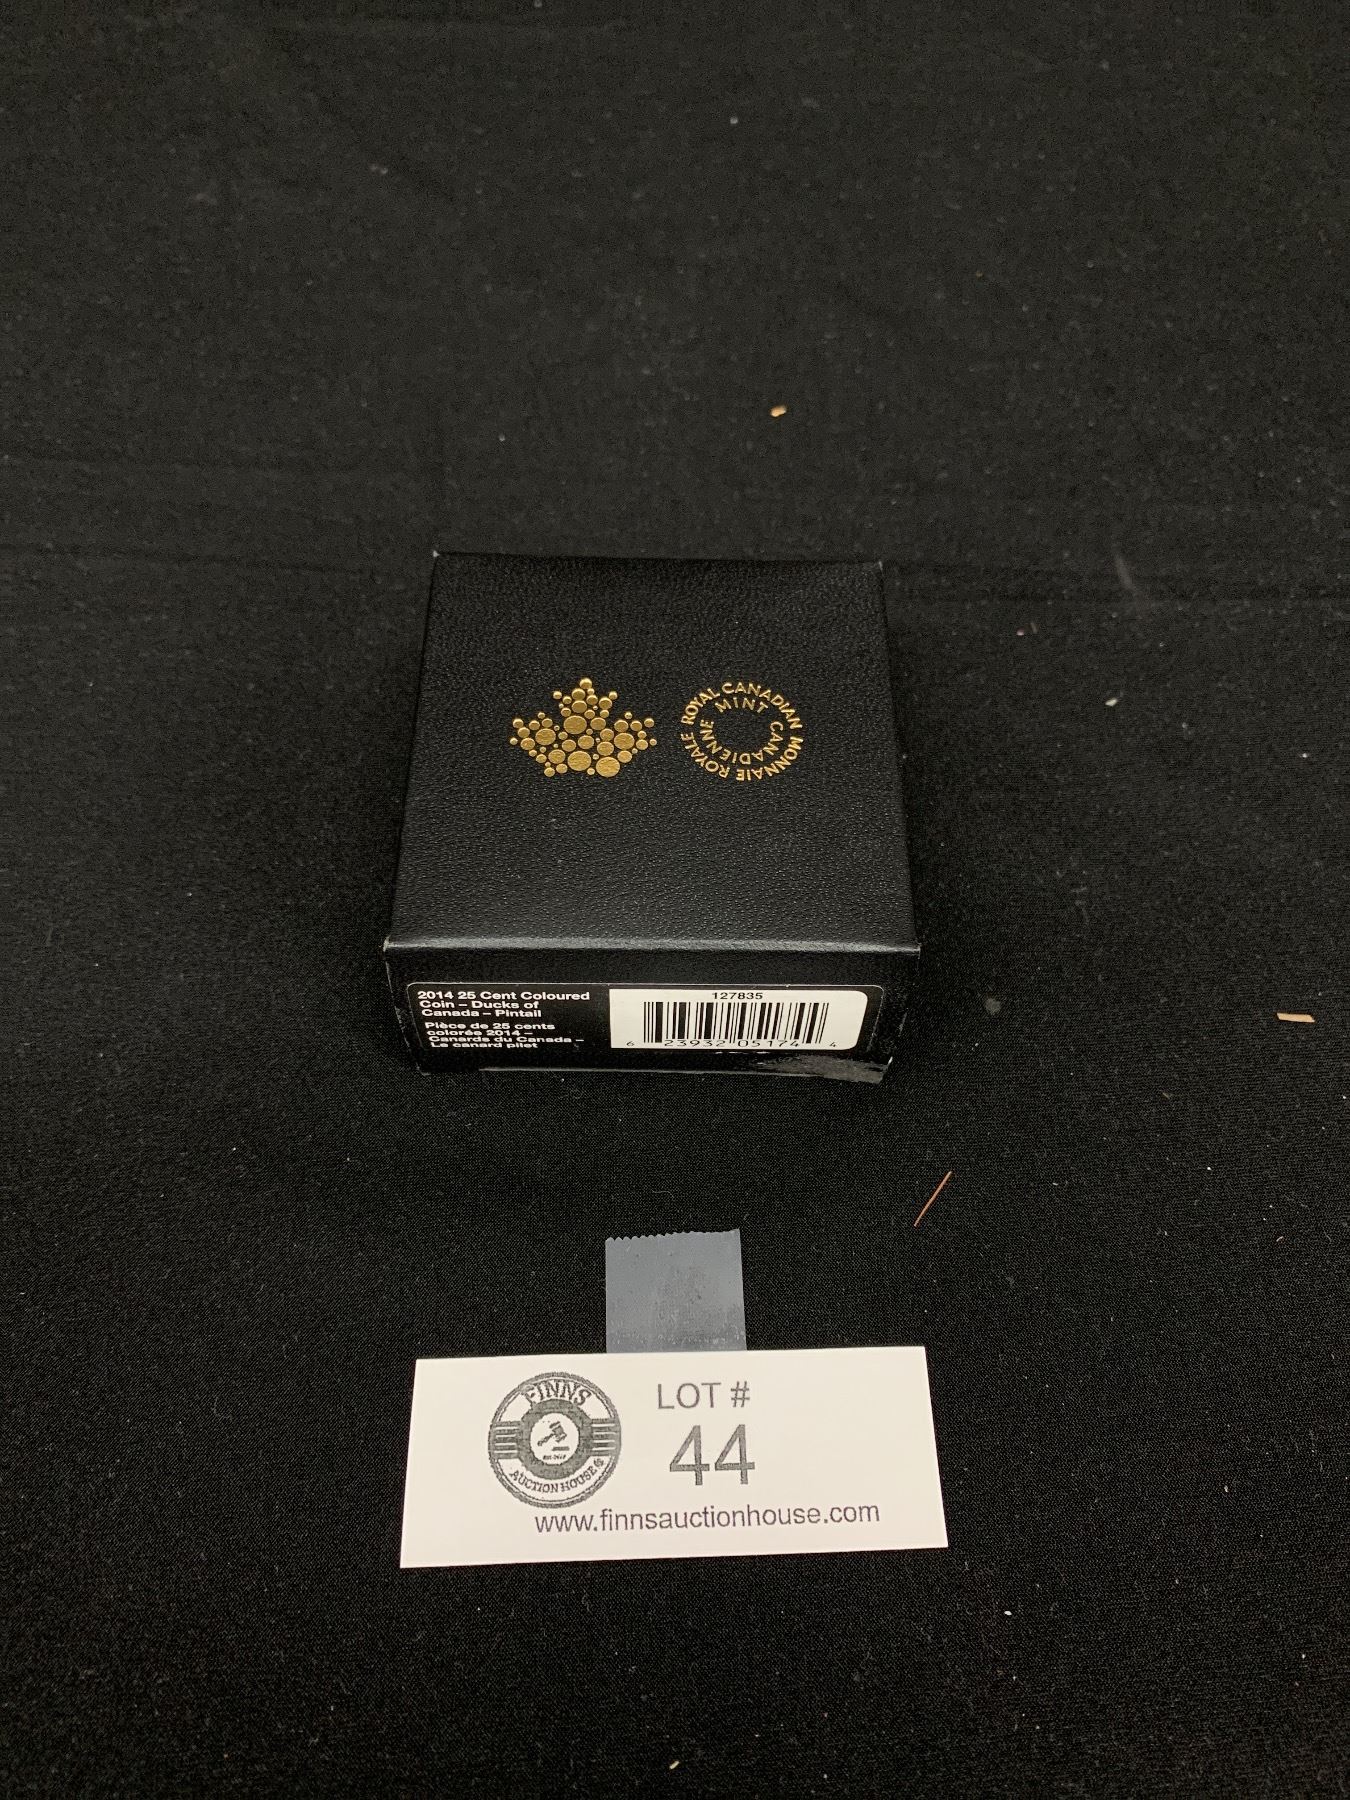 ROYAL CANADIAN MINT
MONNAIE ROYALE CANADIENNE
2014 25 Cent Coloured
Coin – Ducks of
Canada – Pintail
Pièce de 25 cents
colorée 2014 –
Canards du Canada –
Le canard pilet
127835
6 23932 05174 4
FINNS
AUCTION HOUSE
LOT #
44
www.finnsauctionhouse.com